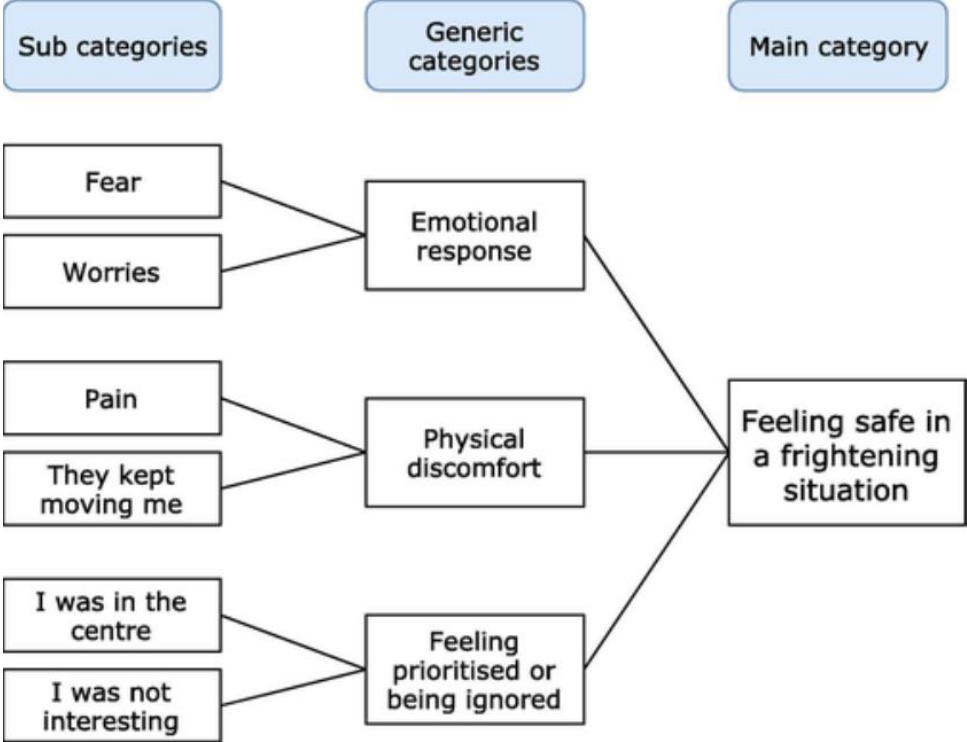 Sub categories
Generic
categories
Main category
Fear
Worries
Emotional
response
Pain
They kept
moving me
Physical
discomfort
I was in the
centre
I was not
interesting
Feeling
prioritised or
being ignored
Feeling safe in
a frightening
situation